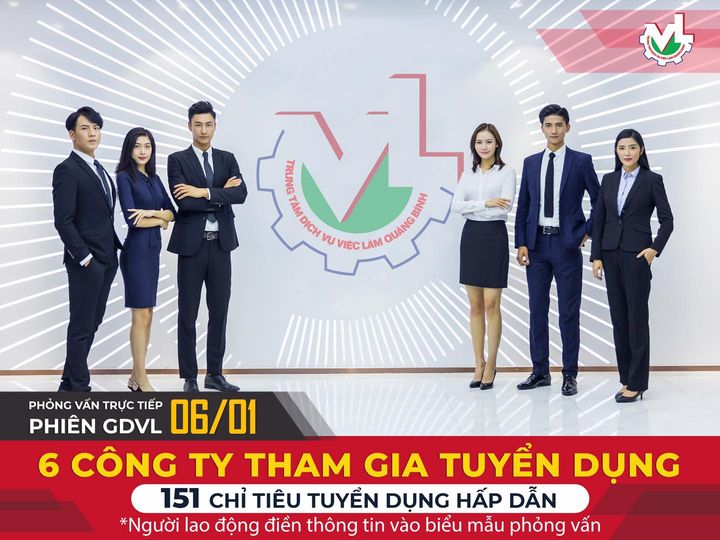 VL
TRUNG TÂM DỊCH VỤ VIỆC LÀM QUẢNG BÌNH
PHỎNG VẤN TRỰC TIẾP
PHIÊN GDVL 06/01
6 CÔNG TY THAM GIA TUYỂN DỤNG
151 CHỈ TIÊU TUYỂN DỤNG HẤP DẪN
*Người lao động điền thông tin vào biểu mẫu phỏng vấn